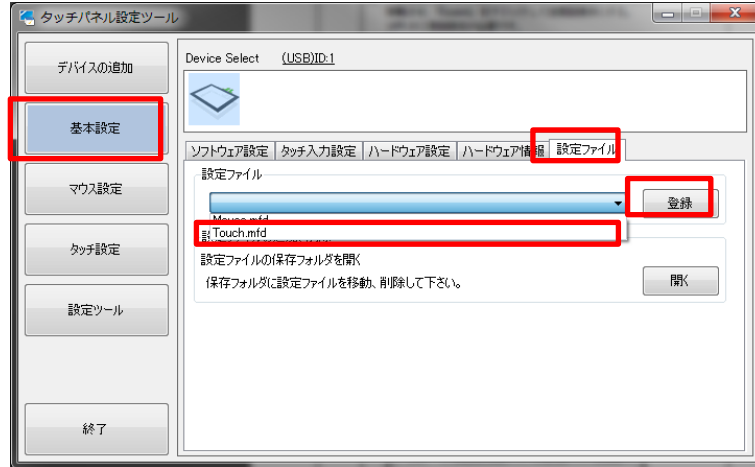 タッチパネル設定ツール
デバイスの追加
基本設定
マウス設定
タッチ設定
設定ツール
終了
Device Select (USB)ID:1
ソフトウェア設定 タッチ入力設定 ハードウェア設定 ハードウェア情報 設定ファイル
設定ファイル
登録
Mouse.mfd
Touch.mfd
設定ファイルの保存フォルダを開く
保存フォルダに設定ファイルを移動、削除して下さい。
開く